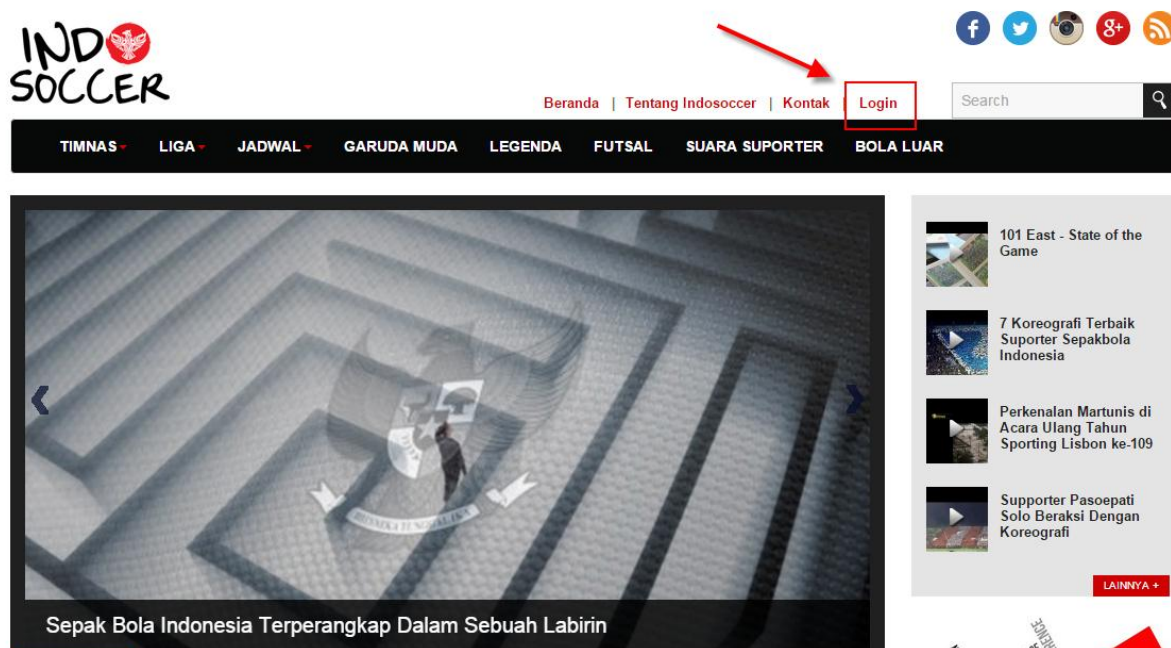 INDO
SOCCER
Beranda | Tentang Indosoccer | Kontak | Login
Search
TIMNAS LIGA JADWAL GARUDA MUDA LEGENDA FUTSAL SUARA SUPORTER BOLA LUAR
101 East - State of the
Game
7 Koreografi Terbaik
Suporter Sepakbola
Indonesia
Perkenalan Martunis di
Acara Ulang Tahun
Sporting Lisbon ke-109
Supporter Pasoepati
Solo Beraksi Dengan
Koreografi
LAINNYA +
Sepak Bola Indonesia Terperangkap Dalam Sebuah Labirin